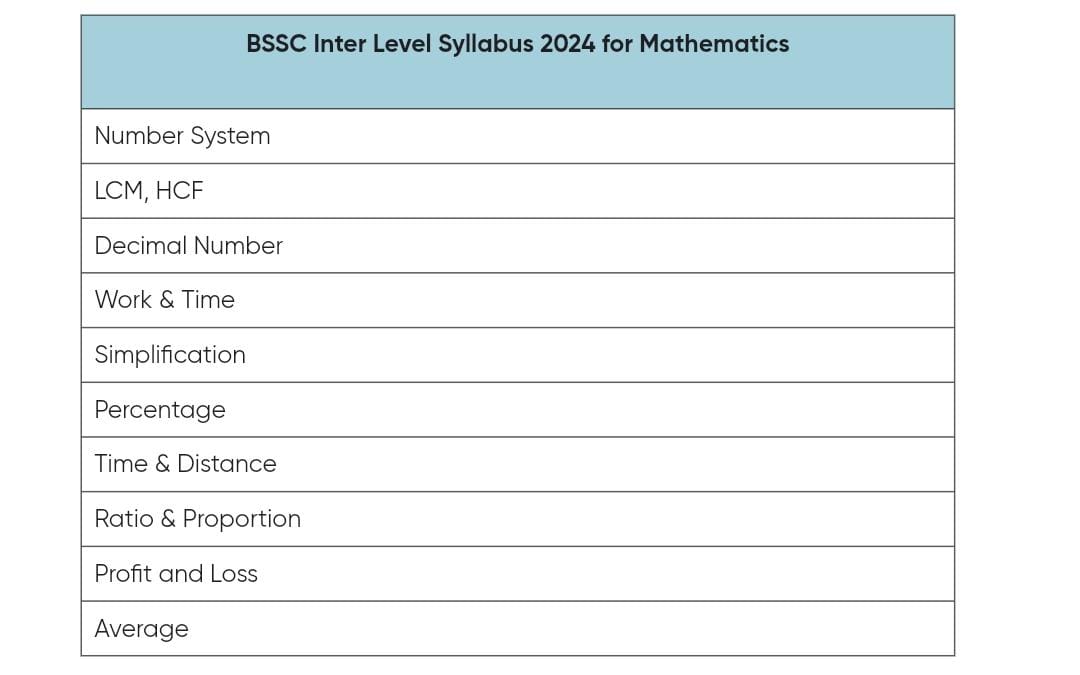 BSSC Inter Level Syllabus 2024 for Mathematics
Number System
LCM, HCF
Decimal Number
Work & Time
Simplification
Percentage
Time & Distance
Ratio & Proportion
Profit and Loss
Average